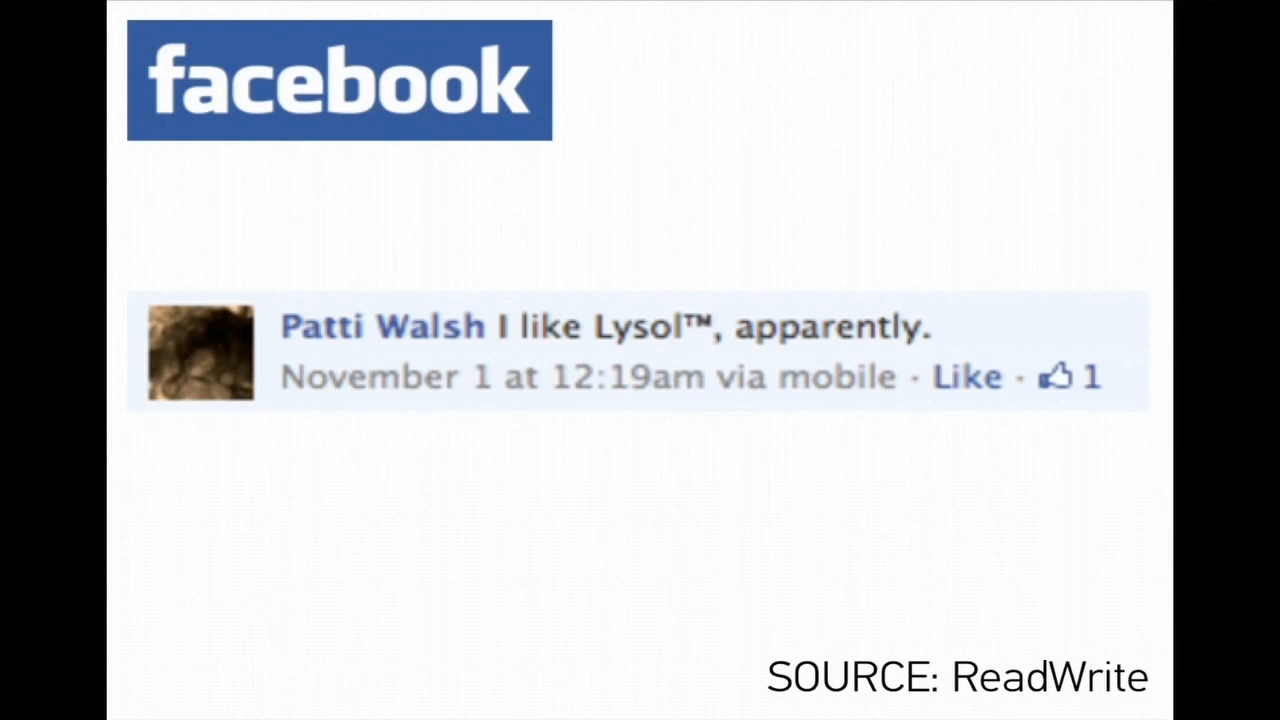 facebook
Patti Walsh I like Lysol™, apparently.
November 1 at 12:19am via mobile · Like · 1
SOURCE: ReadWrite